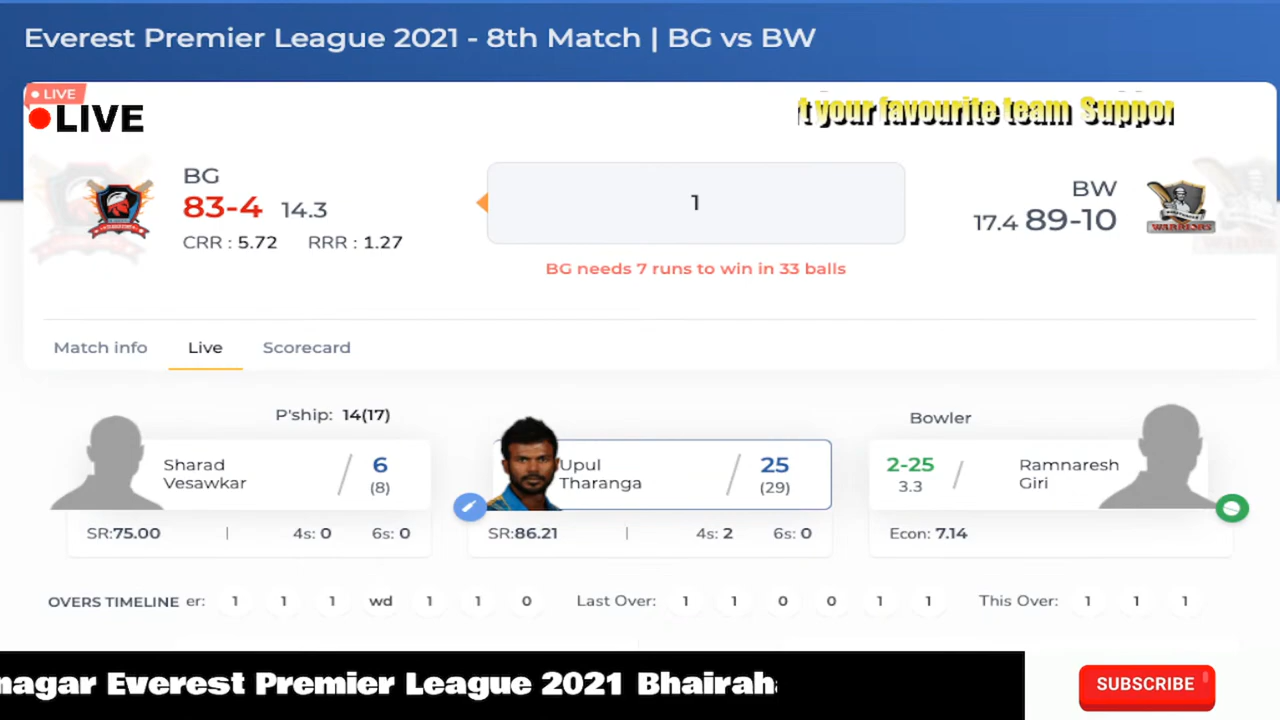 Everest Premier League 2021 - 8th Match | BG vs BW
LIVE
LIVE
t your favourite team Suppor
BG
83-4 14.3
CRR : 5.72 RRR : 1.27
1
BG needs 7 runs to win in 33 balls
BW
17.4 89-10
WARRIORS
Match info Live Scorecard
P'ship: 14(17)
Sharad Vesawkar
6
(8)
SR:75.00 | 4s: 0 6s: 0
Upul Tharanga
25
(29)
SR:86.21 | 4s: 2 6s: 0
Bowler
2-25
3.3
Ramnaresh Giri
Econ: 7.14
OVERS TIMELINE er: 1 1 1 wd 1 1 0 Last Over: 1 1 0 0 1 1 This Over: 1 1 1
nagar Everest Premier League 2021 Bhairah
SUBSCRIBE